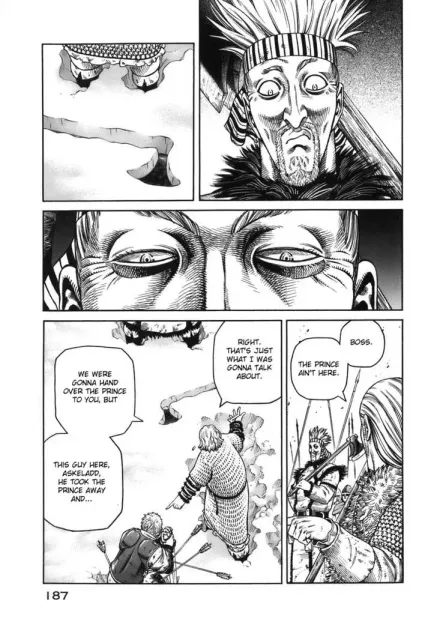 BOSS.
THE PRINCE
AIN'T HERE.
RIGHT.
THAT'S JUST
WHAT I WAS
GONNA TALK
ABOUT.
WE WERE
GONNA HAND
OVER THE PRINCE
TO YOU, BUT
THIS GUY HERE,
ASKELADD,
HE TOOK THE
PRINCE AWAY
AND...
187